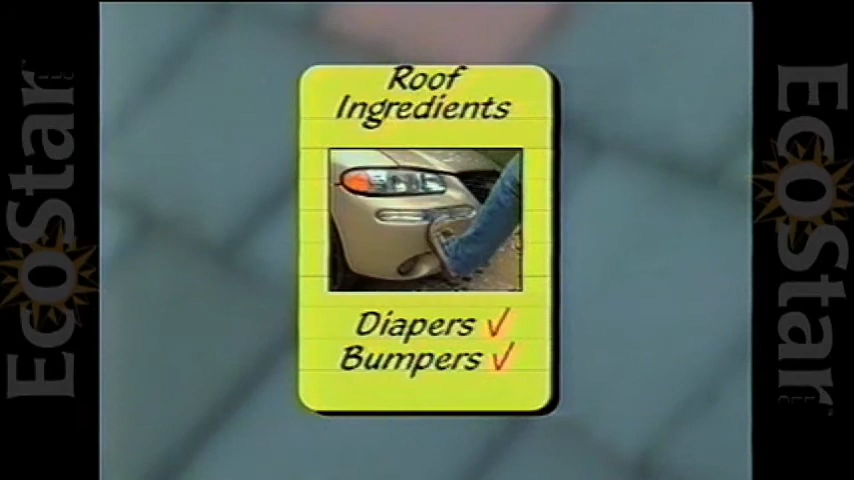 EcoStar
Roof
Ingredients
Diapers ✓
Bumpers ✓
EcoStar